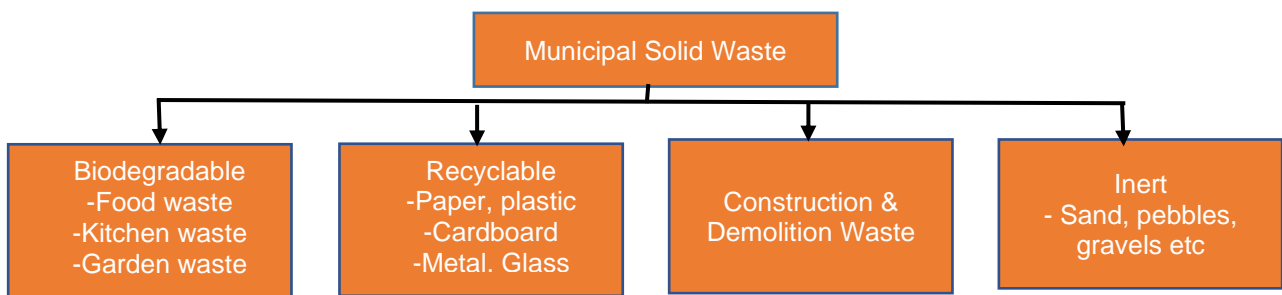 Municipal Solid Waste
Biodegradable
-Food waste
-Kitchen waste
-Garden waste
Recyclable
-Paper, plastic
-Cardboard
-Metal. Glass
Construction &
Demolition Waste
Inert
- Sand, pebbles,
gravels etc